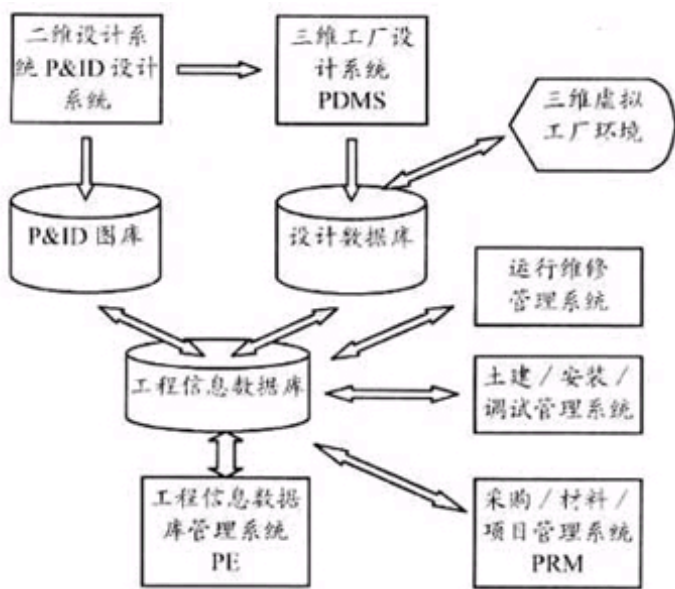 二维设计系
统 P&ID 设计
系统
三维工厂设
计系统
PDMS
三维虚拟
工厂环境
P&ID 图库
设计数据库
运行维修
管理系统
工程信息数据库
土建/安装/
调试管理系统
工程信息数据
库管理系统
PE
采购/材料/
项目管理系统
PRM